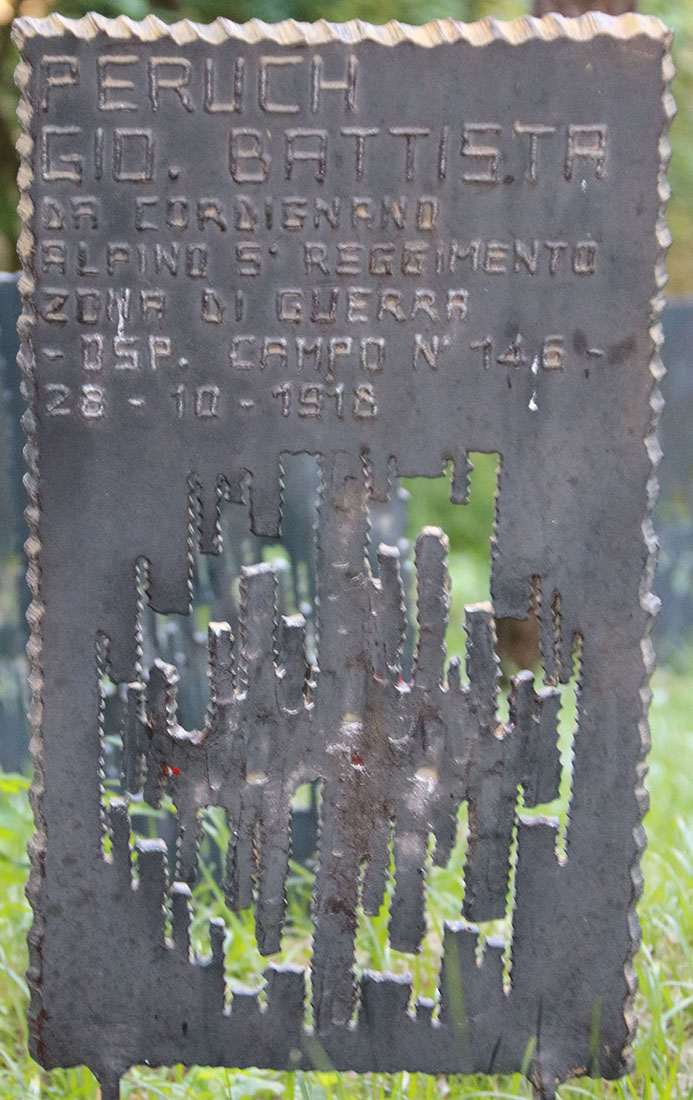 PERUCH
GIO. BATTISTA
DA CORDIGNANO
ALPINO 5° REGGIMENTO
ZONA DI GUERRA
- OSP. CAMPO N° 146 -
28 - 10 - 1918